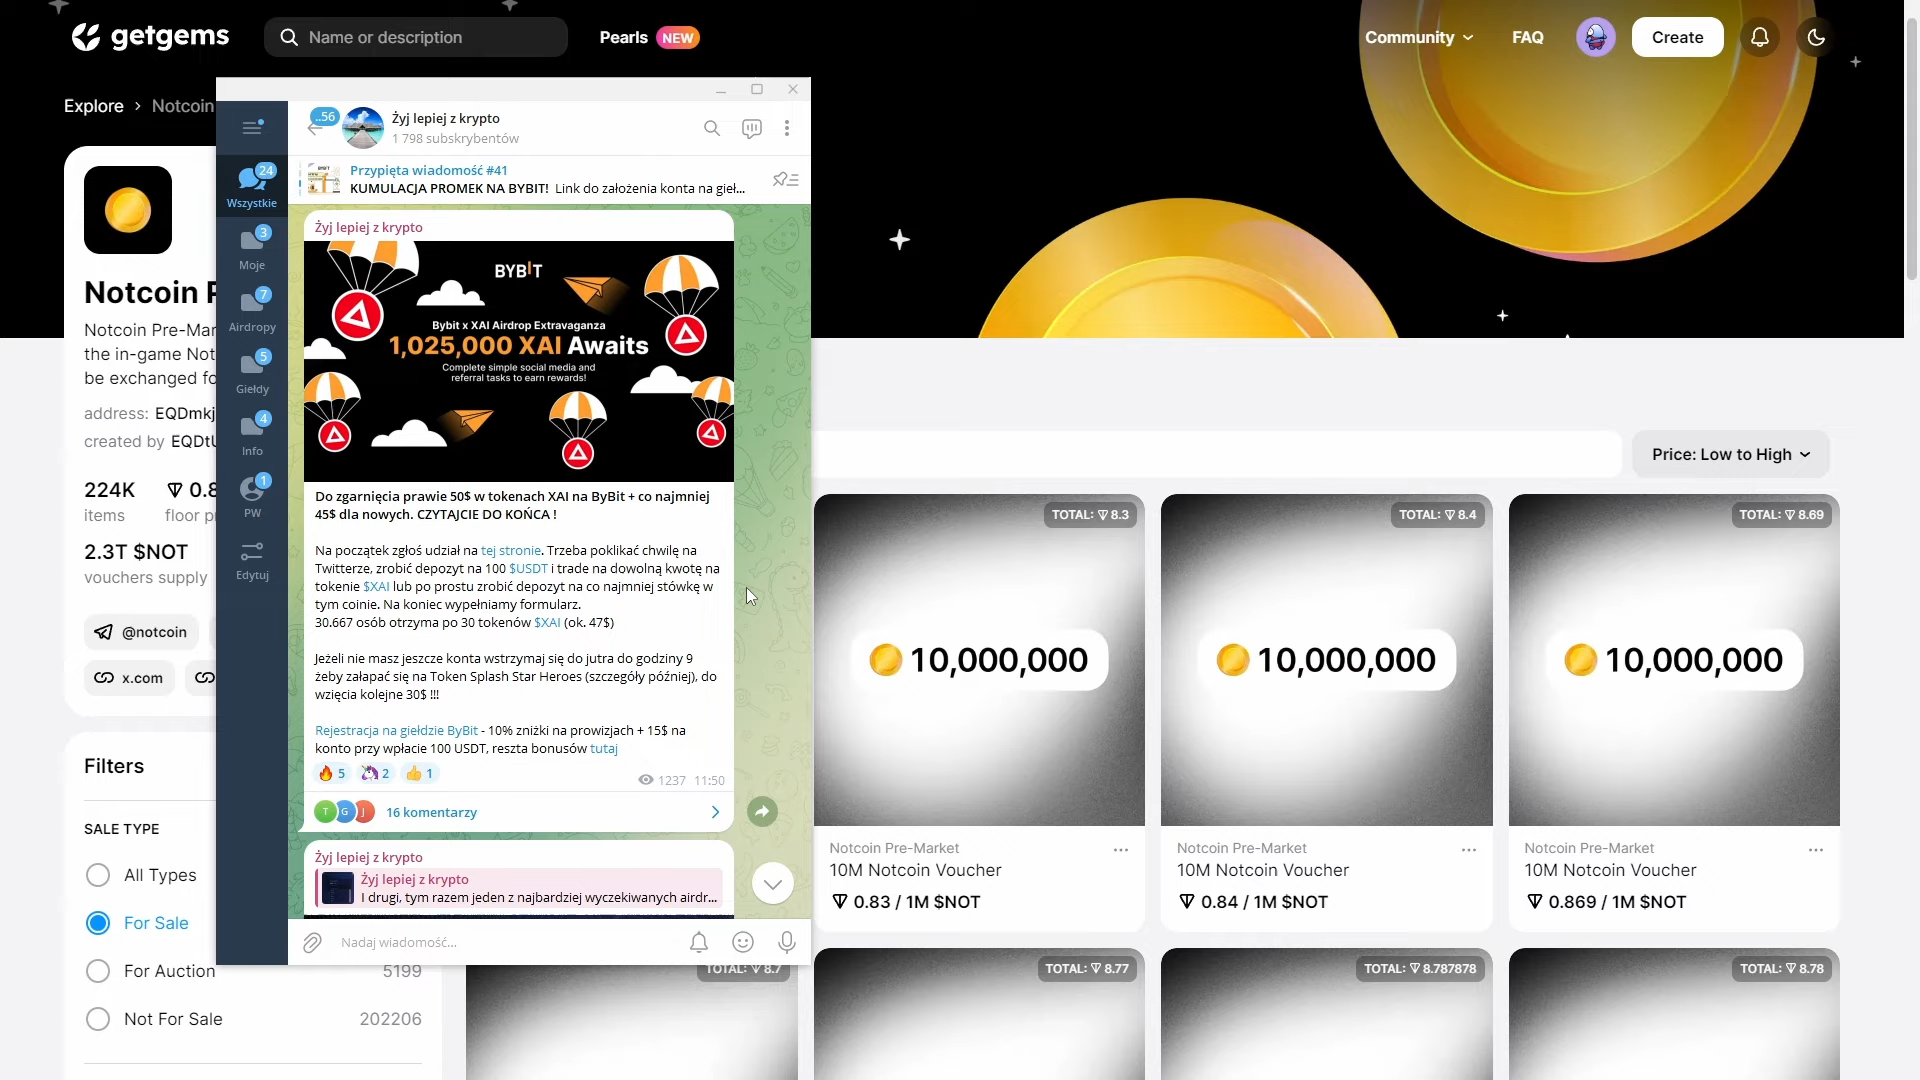 getgems
Name or description
Pearls NEW
Community
FAQ
Create
Explore > Notcoin
Notcoin
Notcoin
the in-game
be exchanged
address:
created by
224K
items
2.3T $NOT
vouchers supply
@notcoin
x.com
Filters
SALE TYPE
All Types
For Sale
For Auction 5199
Not For Sale 202206
..56
Żyj lepiej z krypto
1 798 subskrybentów
Przypięta wiadomość #41
KUMULACJA PROMEK NA BYBIT! Link do założenia konta na gieł...
24
Wszystkie
3
Moje
7
Airdropy
5
Giełdy
4
Info
1
PW
Edytuj
Żyj lepiej z krypto
BYBIT
Bybit x XAI Airdrop Extravaganza
1,025,000 XAI Awaits
Complete simple social media and
referral tasks to earn rewards!
Do zgarnięcia prawie 50$ w tokenach XAI na ByBit + co najmniej
45$ dla nowych. CZYTAJCIE DO KOŃCA !
Na początek zgłoś udział na tej stronie. Trzeba poklikać chwilę na
Twitterze, zrobić depozyt na 100 $USDT i trade na dowolną kwotę na
tokenie $XAI lub po prostu zrobić depozyt na co najmniej stówkę w
tym coinie. Na koniec wypełniamy formularz.
30.667 osób otrzyma po 30 tokenów $XAI (ok. 47$)
Jeżeli nie masz jeszcze konta wstrzymaj się do jutra do godziny 9
żeby załapać się na Token Splash Star Heroes (szczegóły później), do
wzięcia kolejne 30$ !!!
Rejestracja na giełdzie ByBit - 10% zniżki na prowizjach + 15$ na
konto przy wpłacie 100 USDT, reszta bonusów tutaj
5 2 1
1237 11:50
T G J 16 komentarzy
Żyj lepiej z krypto
Żyj lepiej z krypto
I drugi, tym razem jeden z najbardziej wyczekiwanych airdr...
Nadaj wiadomość...
Price: Low to High
TOTAL: 8.3
10,000,000
Notcoin Pre-Market
10M Notcoin Voucher
0.83 / 1M $NOT
TOTAL: 8.4
10,000,000
Notcoin Pre-Market
10M Notcoin Voucher
0.84 / 1M $NOT
TOTAL: 8.69
10,000,000
Notcoin Pre-Market
10M Notcoin Voucher
0.869 / 1M $NOT
TOTAL: 8.7
TOTAL: 8.77
TOTAL: 8.787878
TOTAL: 8.78